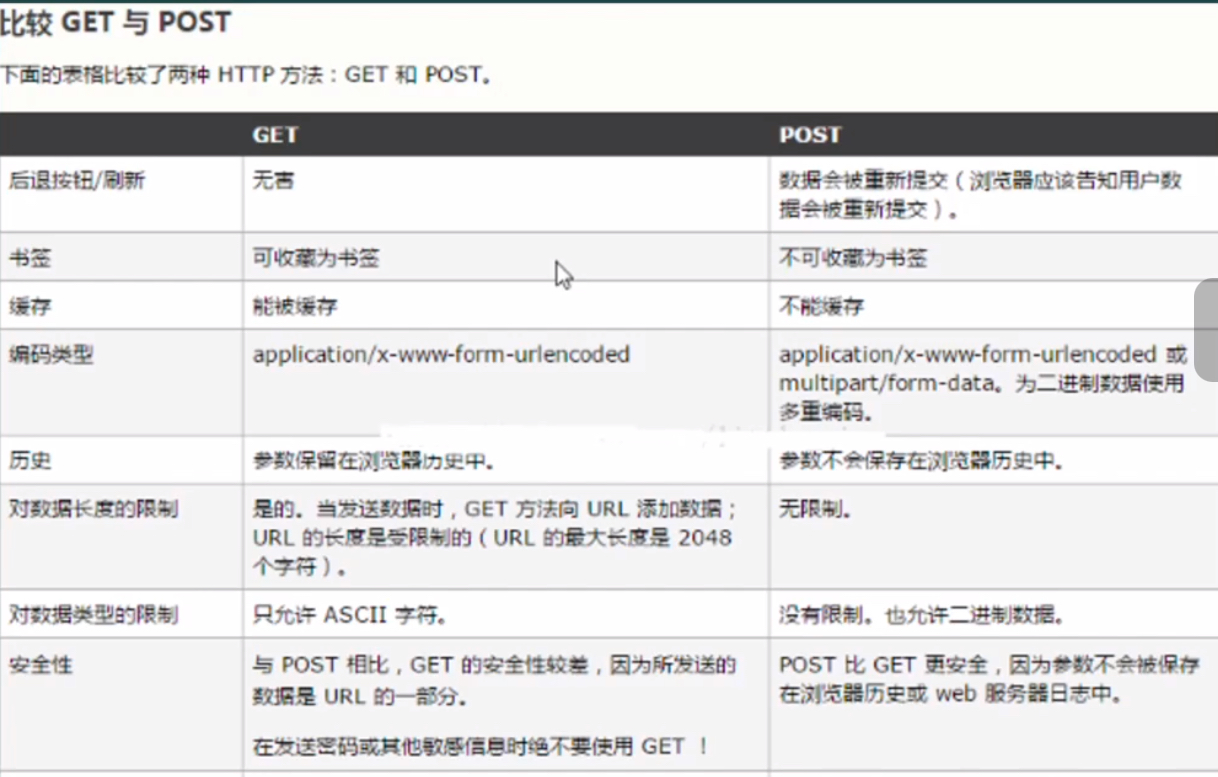 比较 GET 与 POST
下面的表格比较了两种 HTTP 方法：GET 和 POST。
GET POST
后退按钮/刷新 无害 数据会被重新提交（浏览器应该告知用户数
据会被重新提交）。
书签 可收藏为书签 不可收藏为书签
缓存 能被缓存 不能缓存
编码类型 application/x-www-form-urlencoded application/x-www-form-urlencoded 或
multipart/form-data。为二进制数据使用
多重编码。
历史 参数保留在浏览器历史中。 参数不会保存在浏览器历史中。
对数据长度的限制 是的。当发送数据时，GET 方法向 URL 添加数据； 无限制。
URL 的长度是受限制的（URL 的最大长度是 2048
个字符）。
对数据类型的限制 只允许 ASCII 字符。 没有限制。也允许二进制数据。
安全性 与 POST 相比，GET 的安全性较差，因为所发送的 POST 比 GET 更安全，因为参数不会被保存
数据是 URL 的一部分。 在浏览器历史或 web 服务器日志中。
在发送密码或其他敏感信息时绝不要使用 GET ！